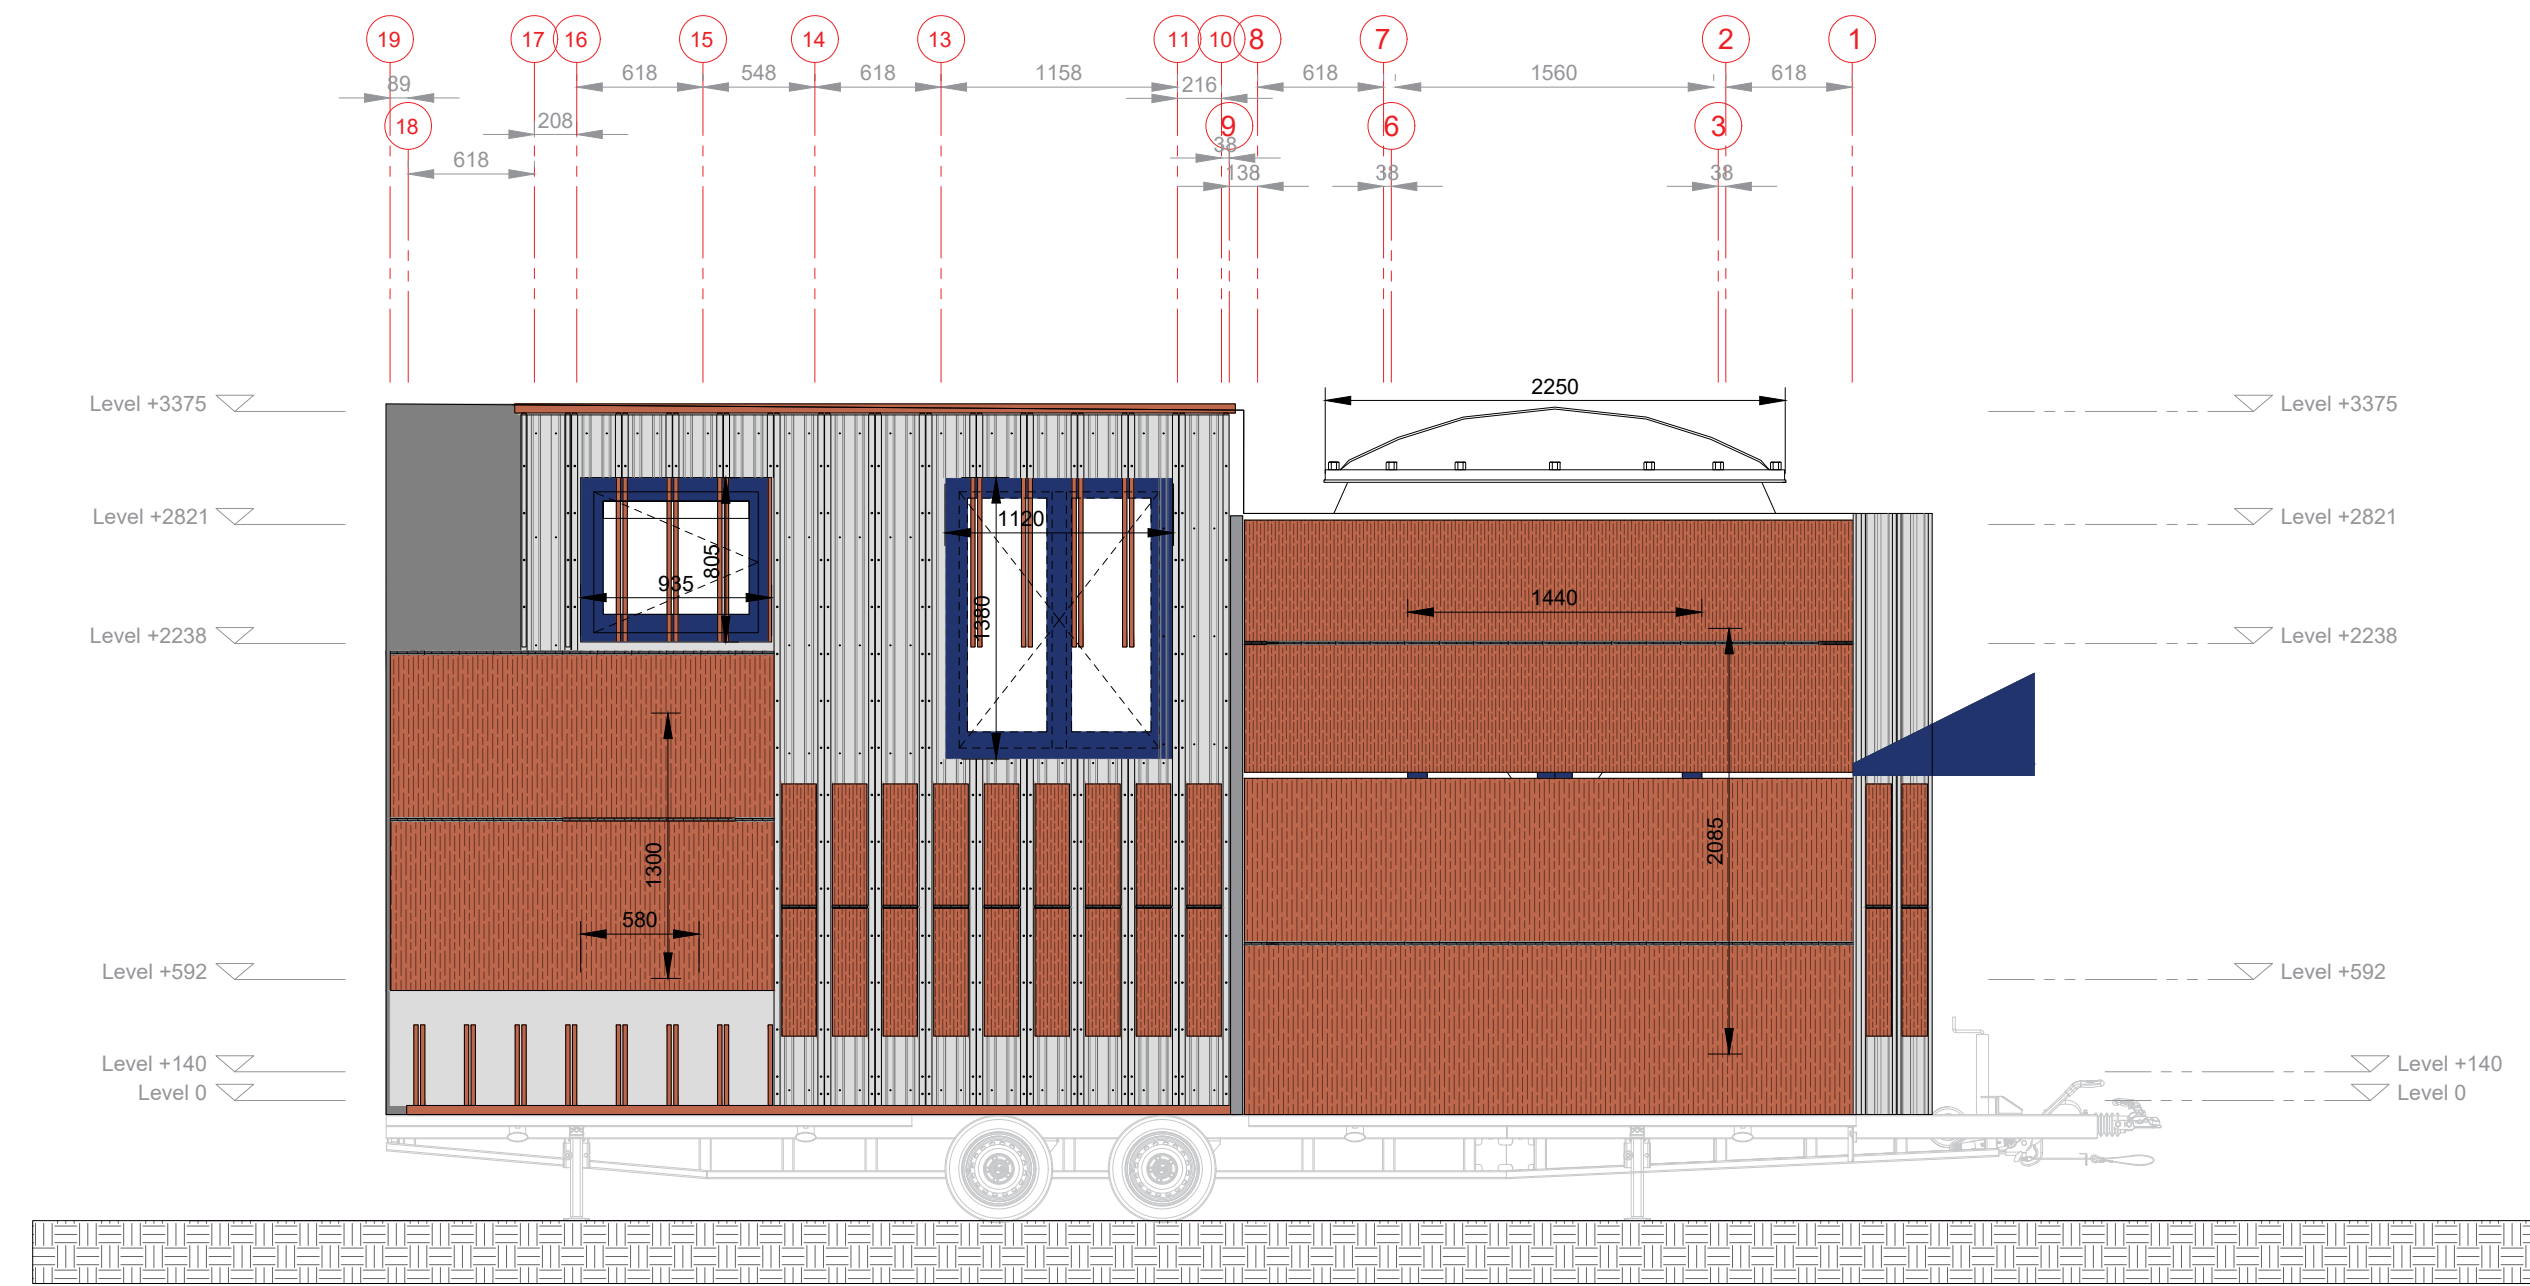 19 17 16 15 14 13 11 10 8 7 2 1
618 548 618 1158 618 1560 618
89 216
18 9 6 3
208
38
618 138 38 38
2250
Level +3375 Level +3375
Level +2821 1120 Level +2821
805
935 1440
1380
Level +2238 Level +2238
2085
1300
580
Level +592 Level +592
Level +140 Level +140
Level 0 Level 0